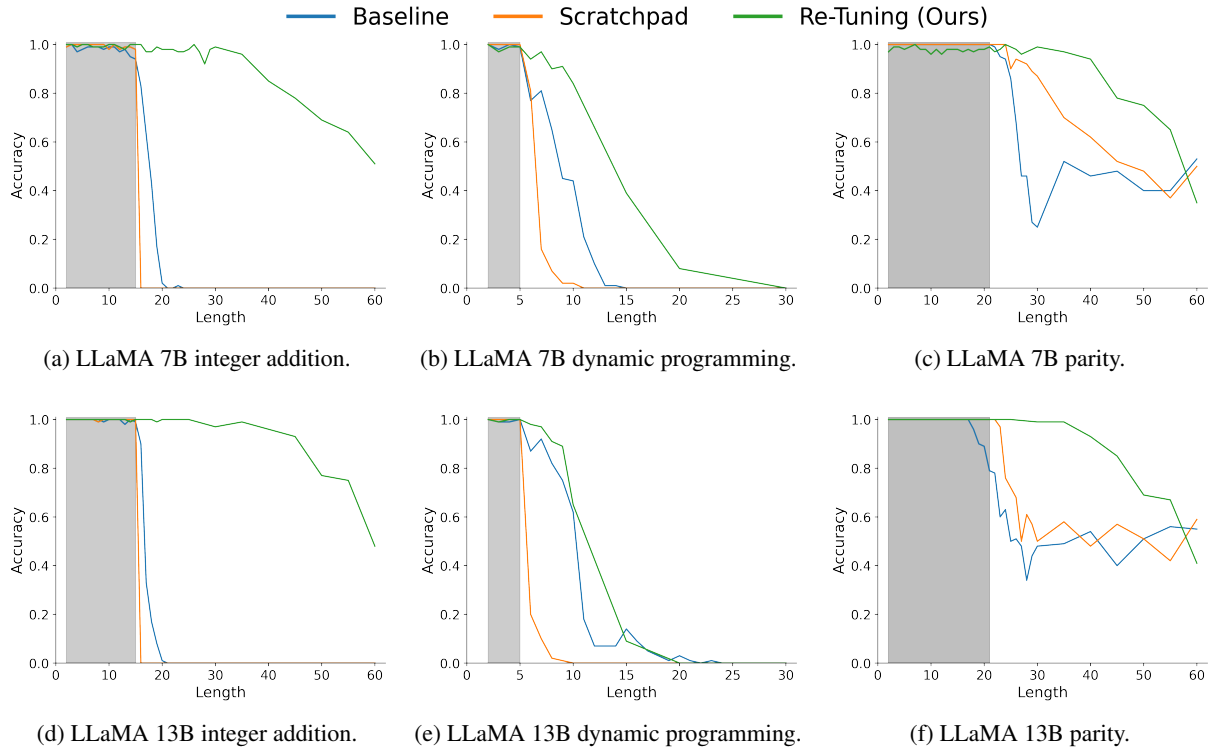 Baseline Scratchpad Re-Tuning (Ours)
1.0 0.8 0.6 0.4 0.2 0.0
Accuracy
0 10 20 30 40 50 60
Length
(a) LLaMA 7B integer addition.
1.0 0.8 0.6 0.4 0.2 0.0
Accuracy
0 5 10 15 20 25 30
Length
(b) LLaMA 7B dynamic programming.
1.0 0.8 0.6 0.4 0.2 0.0
Accuracy
0 10 20 30 40 50 60
Length
(c) LLaMA 7B parity.
1.0 0.8 0.6 0.4 0.2 0.0
Accuracy
0 10 20 30 40 50 60
Length
(d) LLaMA 13B integer addition.
1.0 0.8 0.6 0.4 0.2 0.0
Accuracy
0 5 10 15 20 25 30
Length
(e) LLaMA 13B dynamic programming.
1.0 0.8 0.6 0.4 0.2 0.0
Accuracy
0 10 20 30 40 50 60
Length
(f) LLaMA 13B parity.